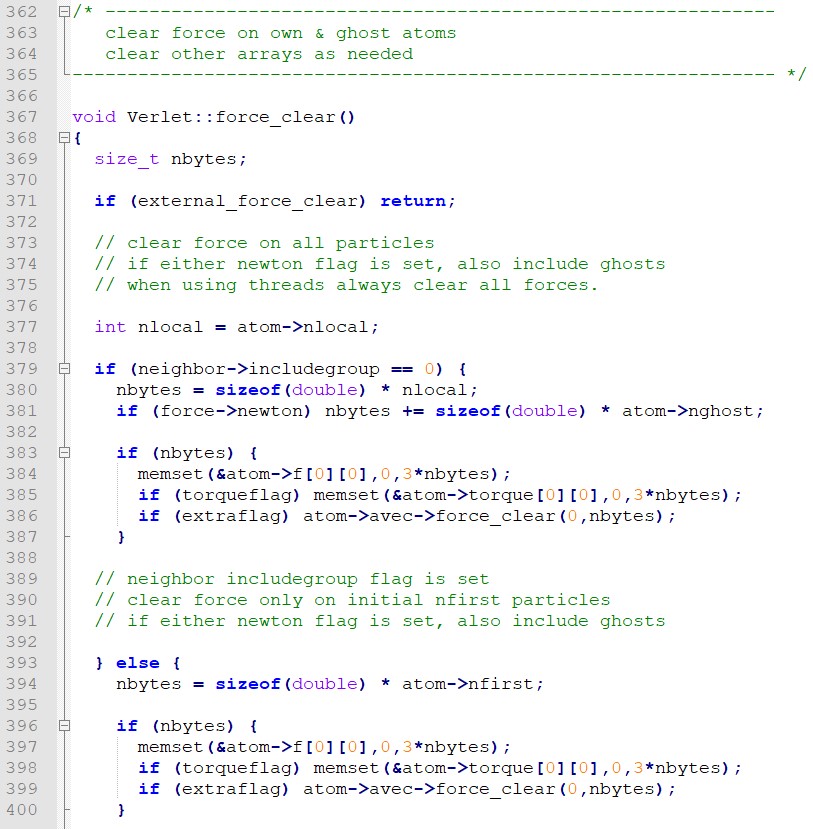 362 /* ----------------------------------------------------------------------
363    clear force on own & ghost atoms
364    clear other arrays as needed
365 ------------------------------------------------------------------------- */
366
367 void Verlet::force_clear()
368 {
369   size_t nbytes;
370
371   if (external_force_clear) return;
372
373   // clear force on all particles
374   // if either newton flag is set, also include ghosts
375   // when using threads always clear all forces.
376
377   int nlocal = atom->nlocal;
378
379   if (neighbor->includegroup == 0) {
380     nbytes = sizeof(double) * nlocal;
381     if (force->newton) nbytes += sizeof(double) * atom->nghost;
382
383     if (nbytes) {
384       memset(&atom->f[0][0],0,3*nbytes);
385       if (torqueflag) memset(&atom->torque[0][0],0,3*nbytes);
386       if (extraflag) atom->avec->force_clear(0,nbytes);
387     }
388
389   // neighbor includegroup flag is set
390   // clear force only on initial nfirst particles
391   // if either newton flag is set, also include ghosts
392
393   } else {
394     nbytes = sizeof(double) * atom->nfirst;
395
396     if (nbytes) {
397       memset(&atom->f[0][0],0,3*nbytes);
398       if (torqueflag) memset(&atom->torque[0][0],0,3*nbytes);
399       if (extraflag) atom->avec->force_clear(0,nbytes);
400     }